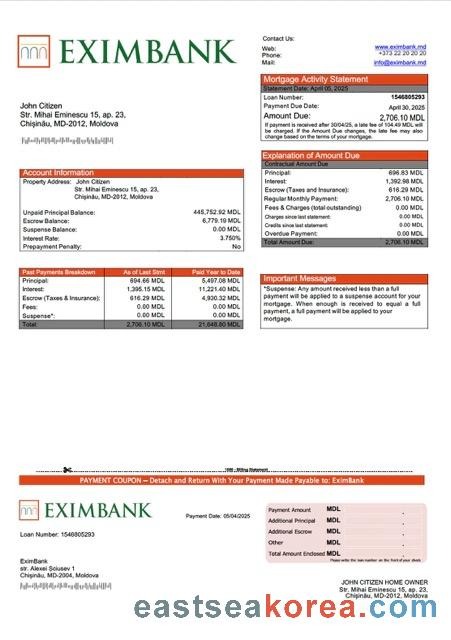 EXIMBANK
Contact Us:
Web: www.eximbank.md
Phone: +373 22 20 20 20
Mail: info@eximbank.md
Mortgage Activity Statement
Statement Date: April 05, 2025
Loan Number: 1546805293
Payment Due Date: April 30, 2025
Amount Due: 2,706.10 MDL
If payment is received after 30/04/25, a late fee of 104.49 MDL will
be charged. If the Amount Due changes, the late fee may also
change based on the terms of your mortgage.
John Citizen
Str. Mihai Eminescu 15, ap. 23,
Chișinău, MD-2012, Moldova
Account Information
Property Address: John Citizen
Str. Mihai Eminescu 15, ap. 23,
Chișinău, MD-2012, Moldova
Unpaid Principal Balance: 445,752.92 MDL
Escrow Balance: 6,779.19 MDL
Suspense Balance: 0.00 MDL
Interest Rate: 3.750%
Prepayment Penalty: No
Explanation of Amount Due
Contractual Amount Due
Principal: 696.83 MDL
Interest: 1,392.98 MDL
Escrow (Taxes and Insurance): 616.29 MDL
Regular Monthly Payment: 2,706.10 MDL
Fees & Charges (total outstanding) 0.00 MDL
Charges since last statement: 0.00 MDL
Credits since last statement: 0.00 MDL
Overdue Payment: 0.00 MDL
Total Amount Due: 2,706.10 MDL
Past Payments Breakdown As of Last Stmt Paid Year to Date
Principal: 694.66 MDL 5,497.08 MDL
Interest: 1,395.15 MDL 11,221.40 MDL
Escrow (Taxes & Insurance): 616.29 MDL 4,930.32 MDL
Fees: 0.00 MDL 0.00 MDL
Suspense*: 0.00 MDL 0.00 MDL
Total: 2,706.10 MDL 21,648.80 MDL
Important Messages
*Suspense: Any amount received less than a full
payment will be applied to a suspense account for your
mortgage. When enough is received to equal a full
payment, a full payment will be applied to your
mortgage.
Billing Statement
PAYMENT COUPON – Detach and Return With Your Payment Made Payable to: EximBank
EXIMBANK
Payment Date: 05/04/2025
Loan Number: 1546805293
Payment Amount MDL .
Additional Principal MDL .
Additional Escrow MDL .
Other MDL .
Total Amount Enclosed MDL .
Please write the loan number on the front of your check
EximBank
str. Alexei Șciusev 1
Chișinău, MD-2004, Moldova
JOHN CITIZEN HOME OWNER
Str. Mihai Eminescu 15, ap. 23,
Chișinău, MD-2012, Moldova
eastseakorea.com